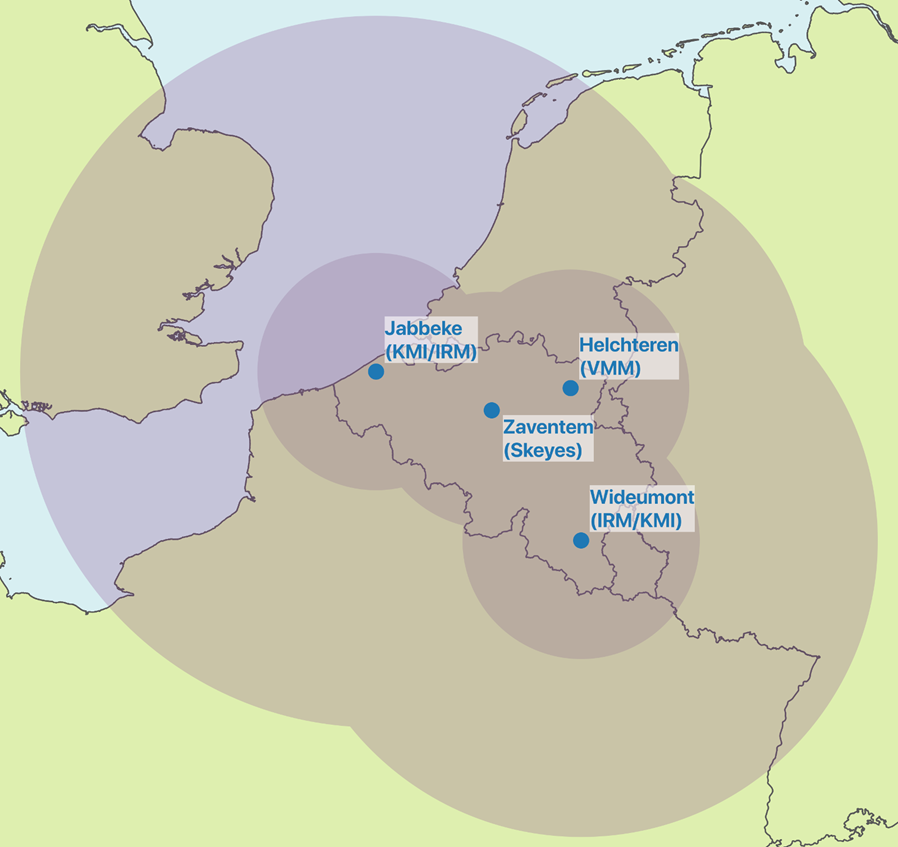 Jabbeke
(KMI/IRM)
Helchteren
(VMM)
Zaventem
(Skeyes)
Wideumont
(IRM/KMI)